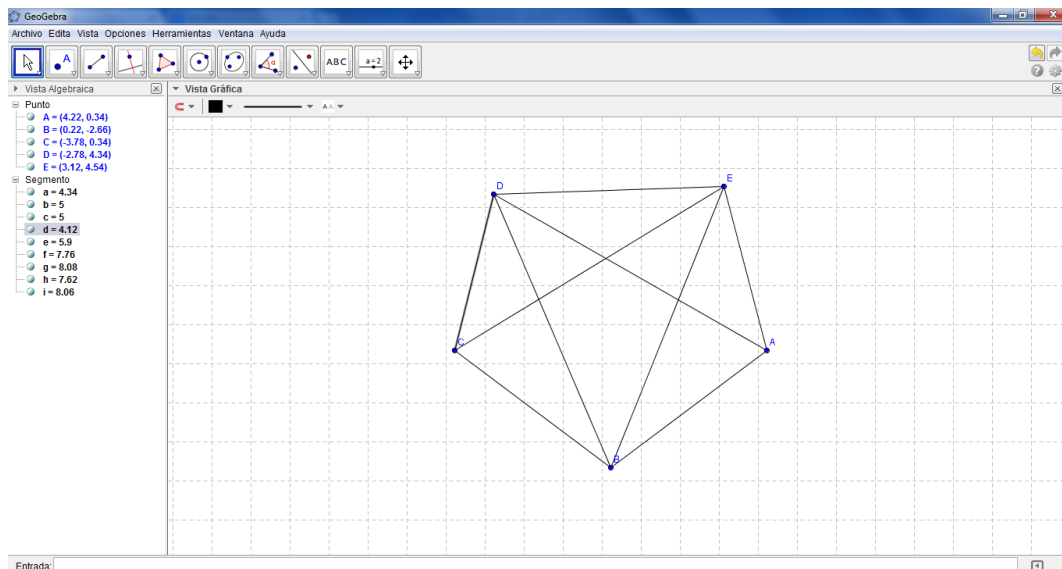 GeoGebra
Archivo Edita Vista Opciones Herramientas Ventana Ayuda
A
α
ABC
a = 2
Vista Algebraica
Vista Gráfica
A A
Punto
A = (4.22, 0.34)
B = (0.22, -2.66)
C = (-3.78, 0.34)
D = (-2.78, 4.34)
E = (3.12, 4.54)
Segmento
a = 4.34
b = 5
c = 5
d = 4.12
e = 5.9
f = 7.76
g = 8.08
h = 7.62
i = 8.06
D
E
C
A
B
Entrada: